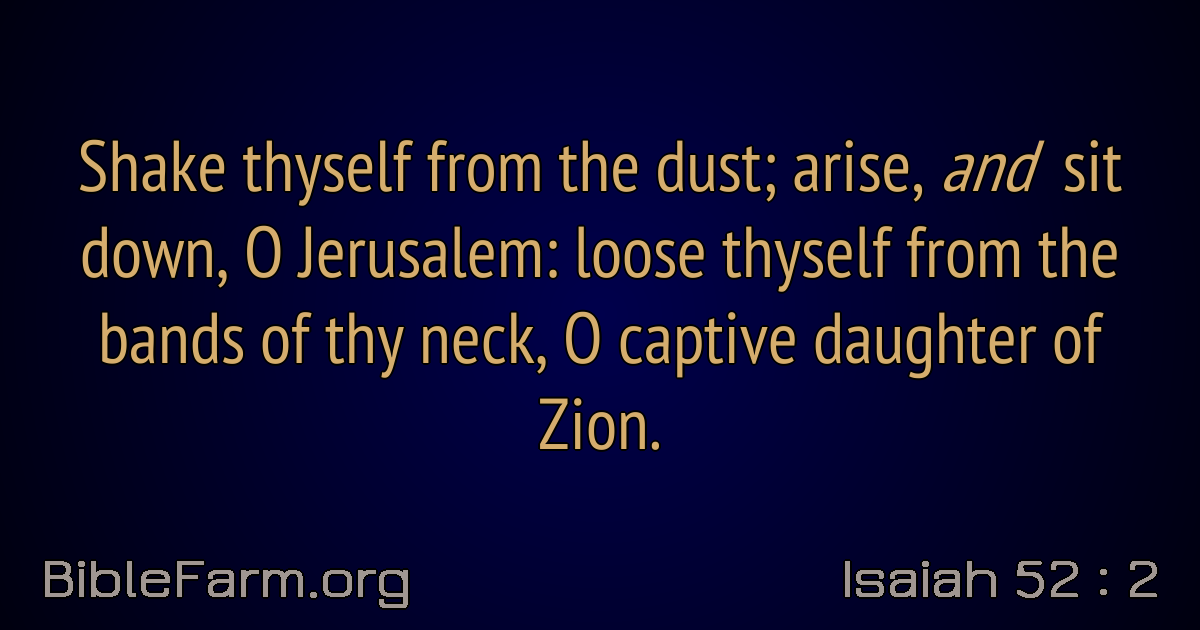 Shake thyself from the dust; arise, and sit
down, O Jerusalem: loose thyself from the
bands of thy neck, O captive daughter of
Zion.
BibleFarm.org
Isaiah 52 : 2